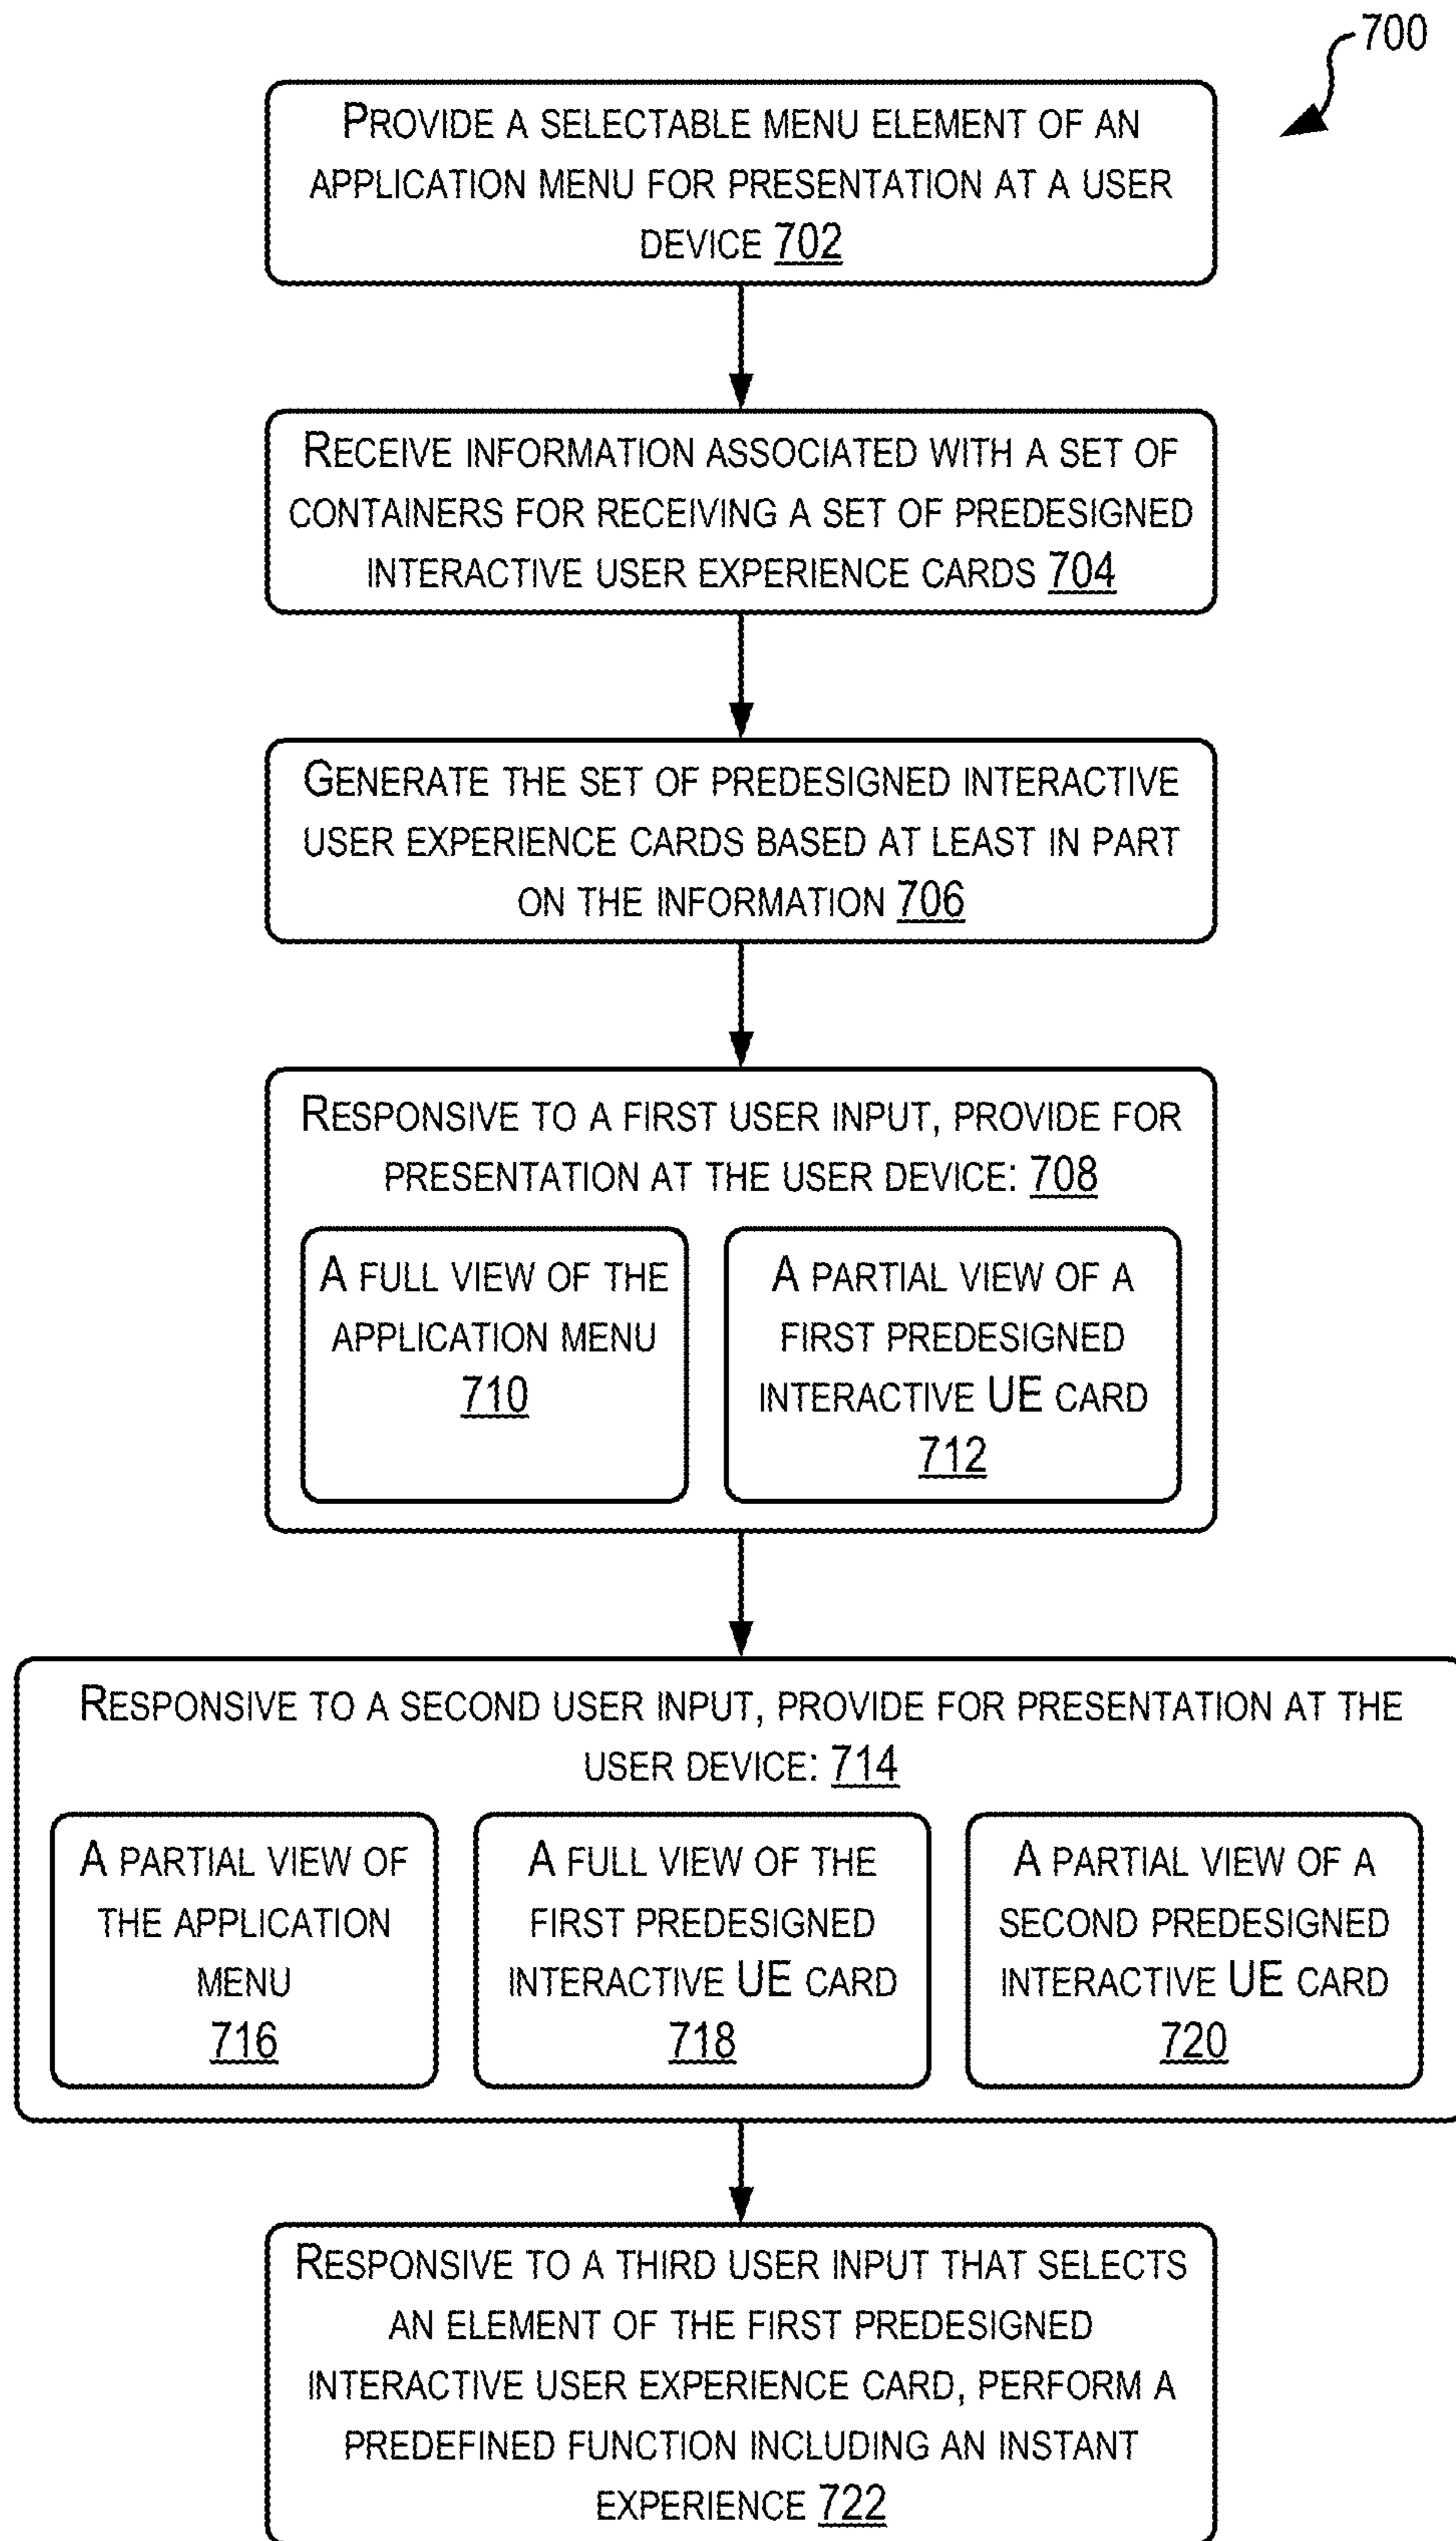 700
PROVIDE A SELECTABLE MENU ELEMENT OF AN
APPLICATION MENU FOR PRESENTATION AT A USER
DEVICE 702
RECEIVE INFORMATION ASSOCIATED WITH A SET OF
CONTAINERS FOR RECEIVING A SET OF PREDESIGNED
INTERACTIVE USER EXPERIENCE CARDS 704
GENERATE THE SET OF PREDESIGNED INTERACTIVE
USER EXPERIENCE CARDS BASED AT LEAST IN PART
ON THE INFORMATION 706
RESPONSIVE TO A FIRST USER INPUT, PROVIDE FOR
PRESENTATION AT THE USER DEVICE: 708
A FULL VIEW OF THE
APPLICATION MENU
710
A PARTIAL VIEW OF A
FIRST PREDESIGNED
INTERACTIVE UE CARD
712
RESPONSIVE TO A SECOND USER INPUT, PROVIDE FOR PRESENTATION AT THE
USER DEVICE: 714
A PARTIAL VIEW OF
THE APPLICATION
MENU
716
A FULL VIEW OF THE
FIRST PREDESIGNED
INTERACTIVE UE CARD
718
A PARTIAL VIEW OF A
SECOND PREDESIGNED
INTERACTIVE UE CARD
720
RESPONSIVE TO A THIRD USER INPUT THAT SELECTS
AN ELEMENT OF THE FIRST PREDESIGNED
INTERACTIVE USER EXPERIENCE CARD, PERFORM A
PREDEFINED FUNCTION INCLUDING AN INSTANT
EXPERIENCE 722